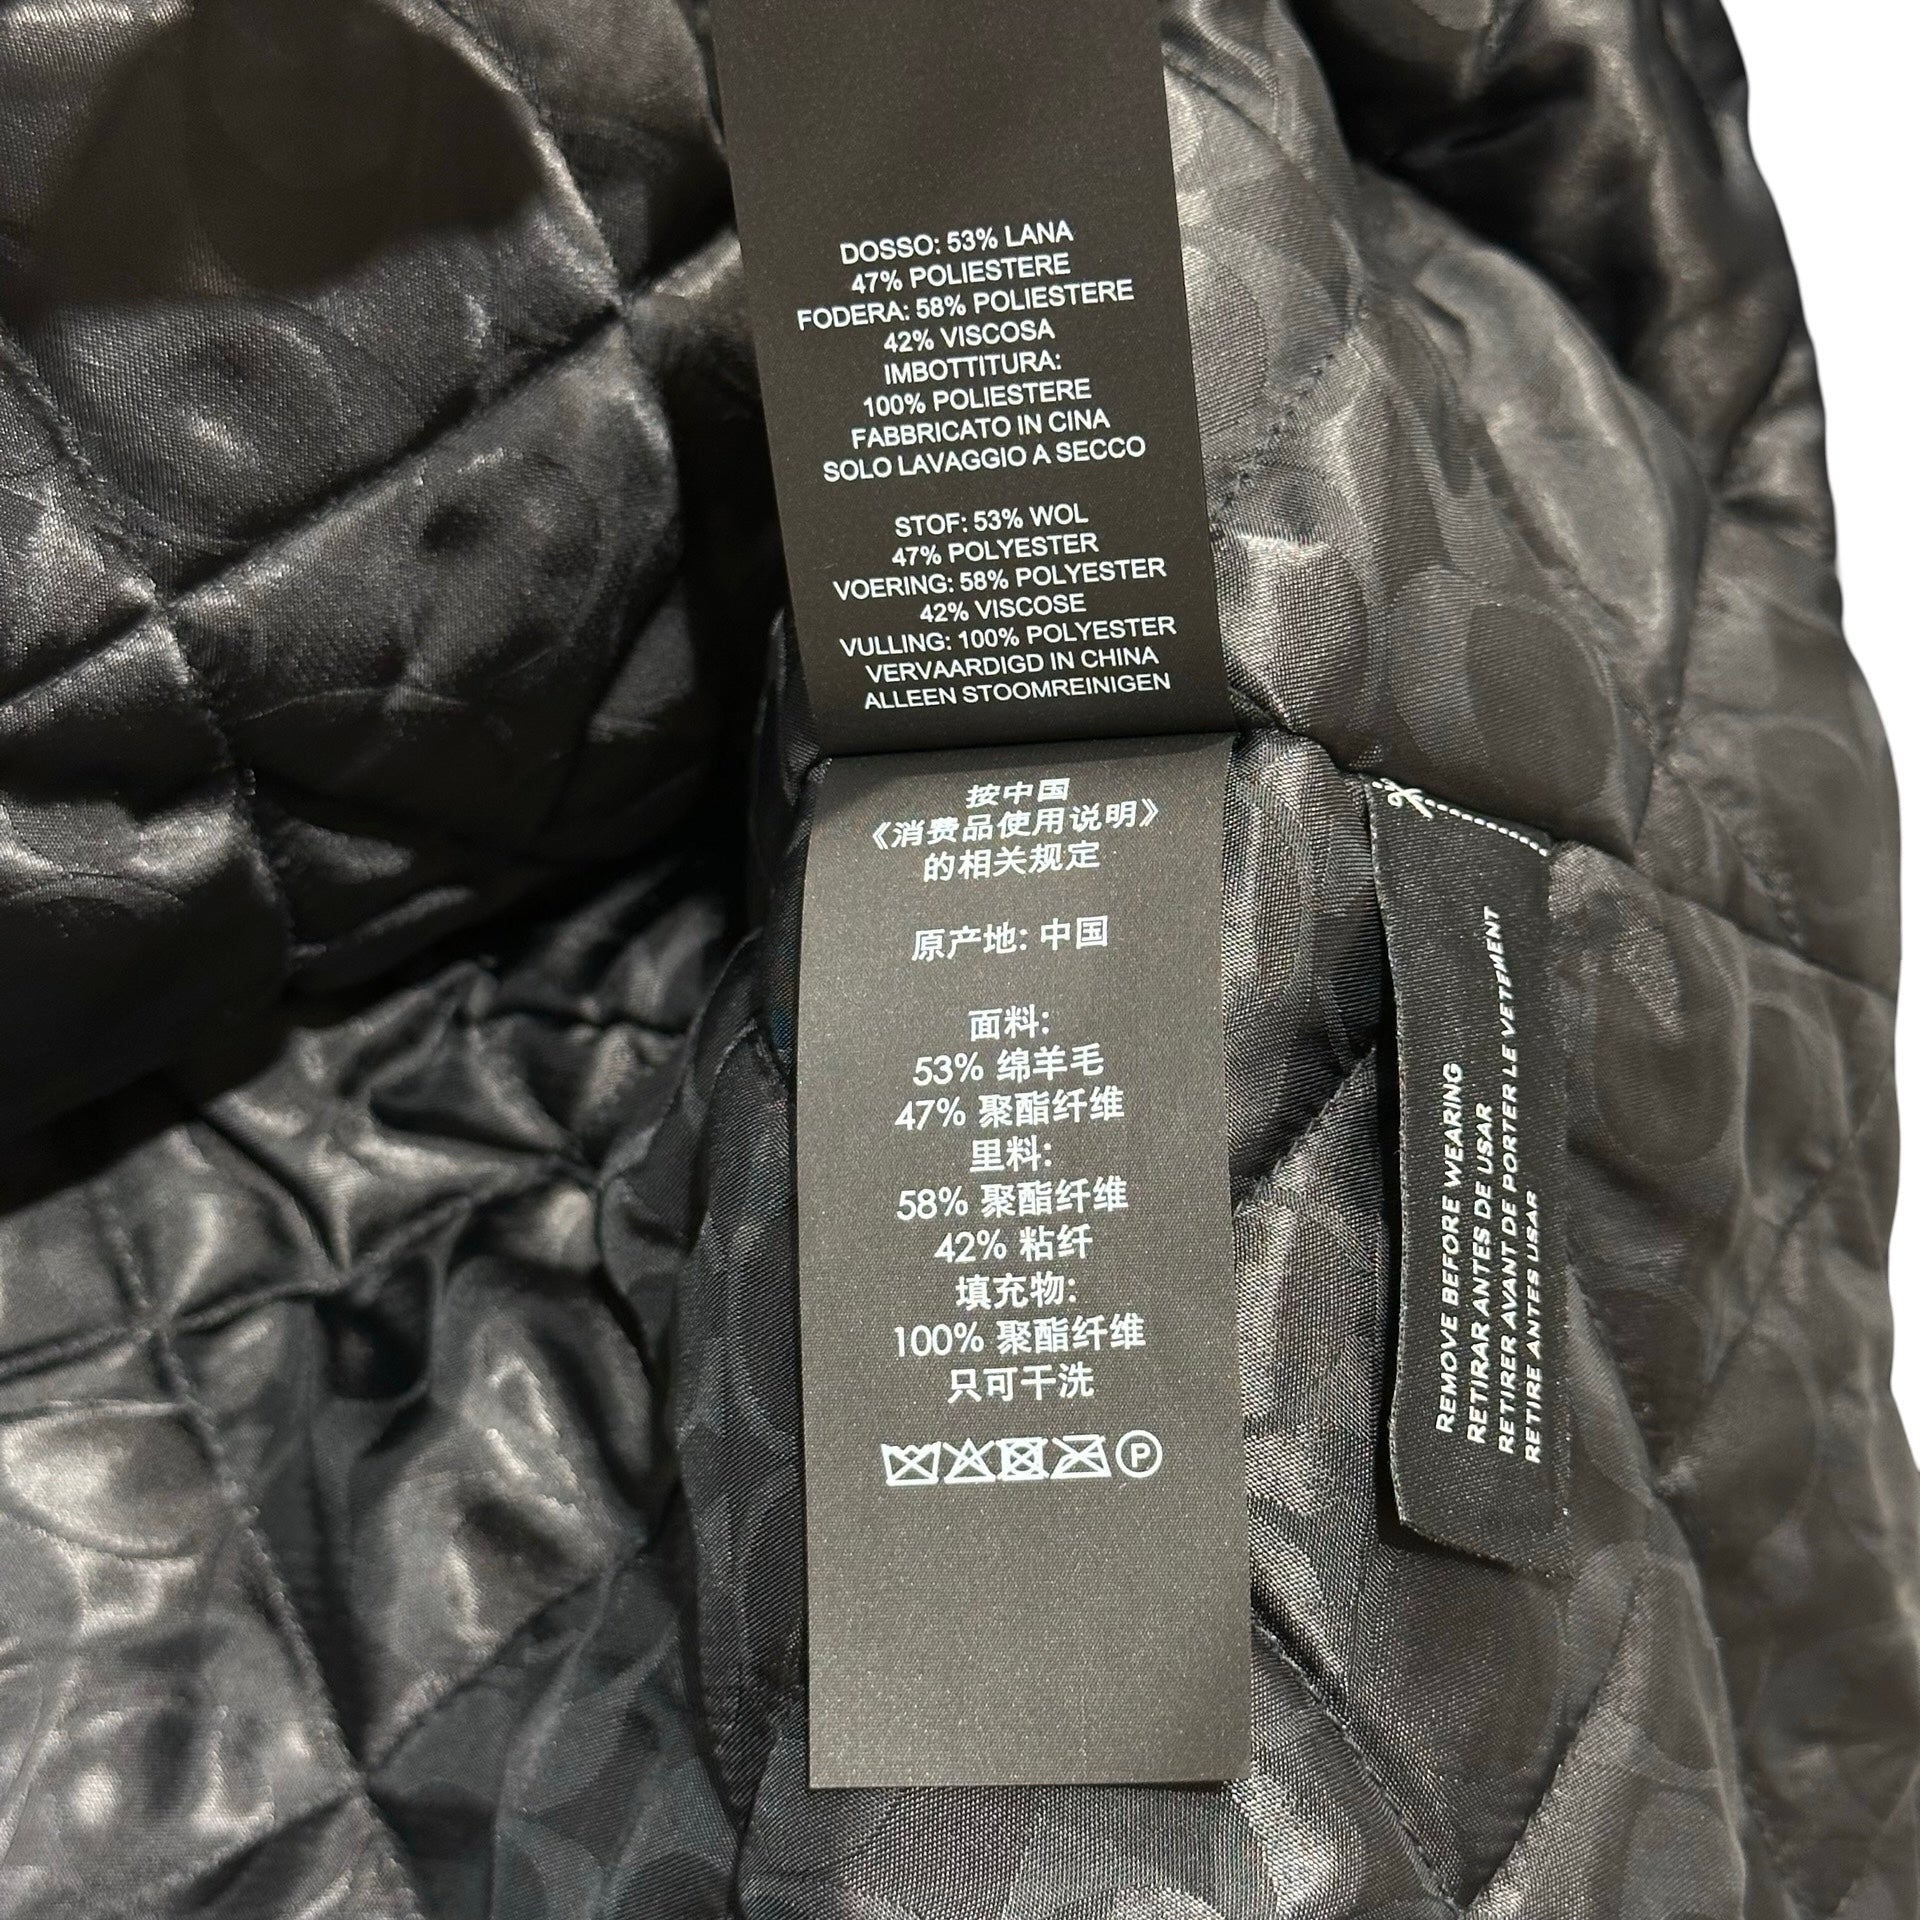 DOSSO: 53% LANA
47% POLIESTERE
FODERA: 58% POLIESTERE
42% VISCOSA
IMBOTTITURA:
100% POLIESTERE
FABBRICATO IN CINA
SOLO LAVAGGIO A SECCO
STOF: 53% WOL
47% POLYESTER
VOERING: 58% POLYESTER
42% VISCOSE
VULLING: 100% POLYESTER
VERVAARDIGD IN CHINA
ALLEEN STOOMREINIGEN
按中国
《消费品使用说明》
的相关规定
原产地: 中国
面料:
53% 绵羊毛
47% 聚酯纤维
里料:
58% 聚酯纤维
42% 粘纤
填充物:
100% 聚酯纤维
只可干洗
P
REMOVE BEFORE WEARING
RETIRAR ANTES DE USAR
RETIRER AVANT DE PORTER LE VETEMENT
RETIRE ANTES USAR